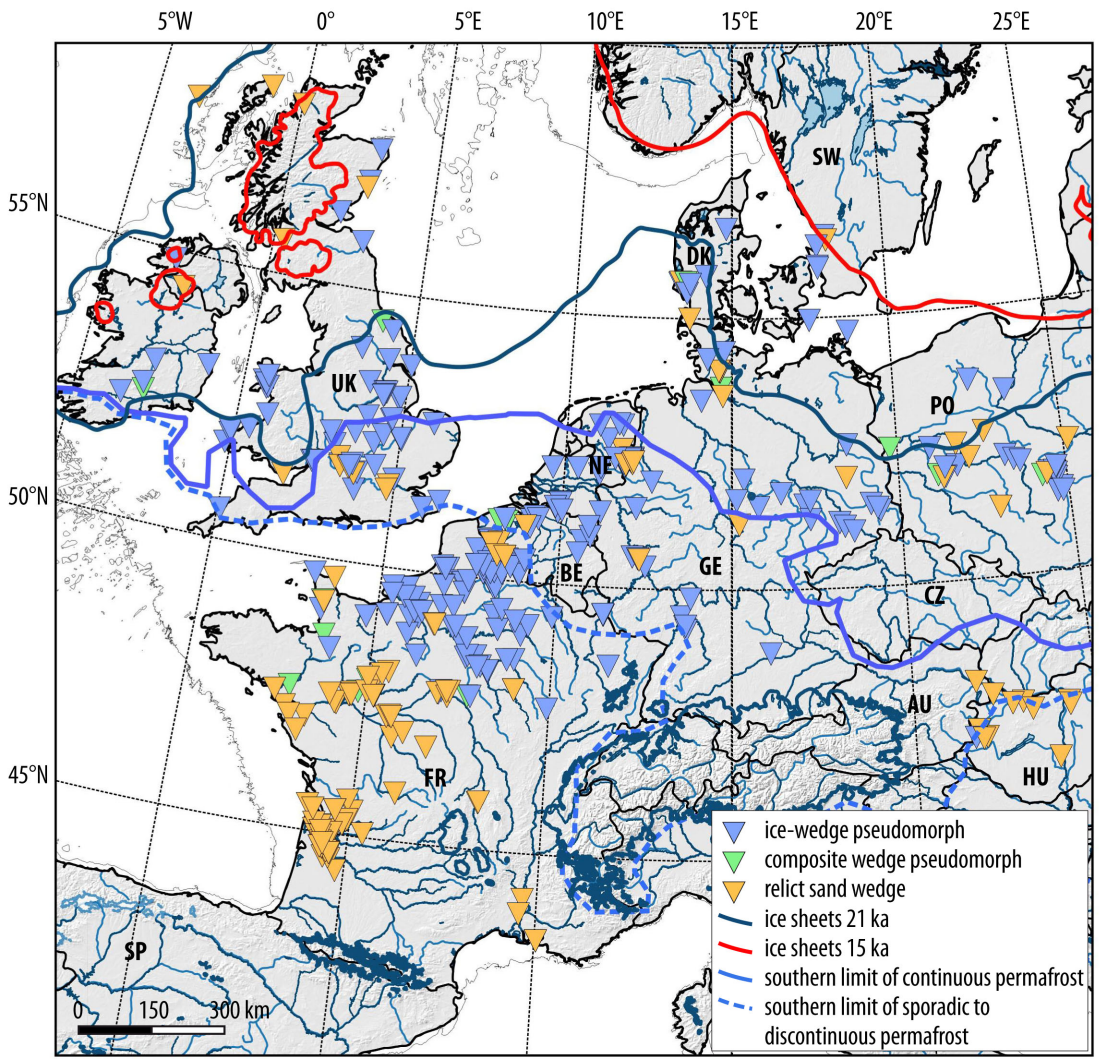 5°W 0° 5°E 10°E 15°E 20°E 25°E
SW
55°N
DK
UK
PO
NE
50°N
BE
GE
CZ
AU
45°N
FR
HU
ice-wedge pseudomorph
composite wedge pseudomorph
relict sand wedge
ice sheets 21 ka
ice sheets 15 ka
SP
southern limit of continuous permafrost
0 150 300 km
southern limit of sporadic to
discontinuous permafrost